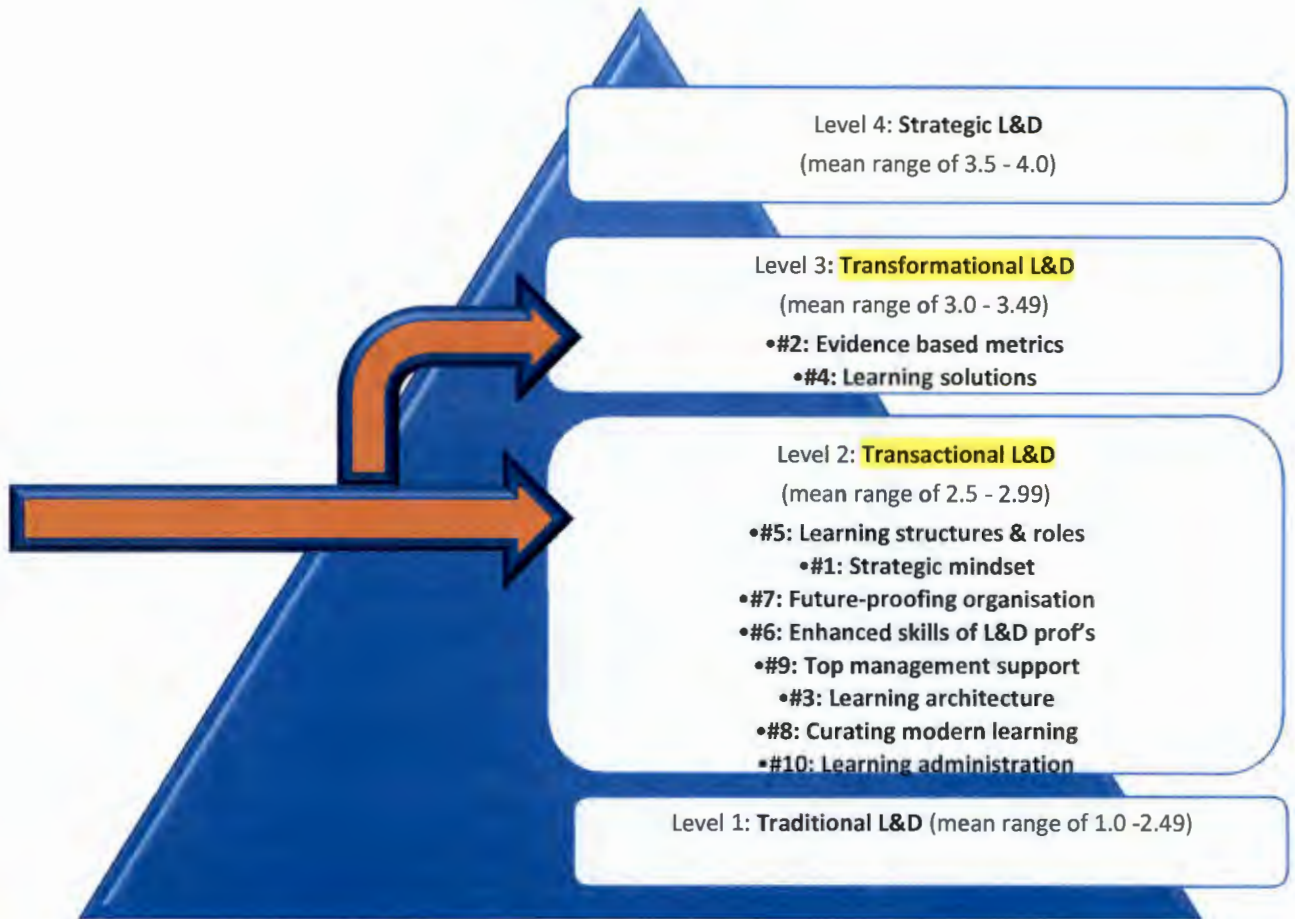 Level 4: Strategic L&D
(mean range of 3.5 - 4.0)
Level 3: Transformational L&D
(mean range of 3.0 - 3.49)
•#2: Evidence based metrics
•#4: Learning solutions
Level 2: Transactional L&D
(mean range of 2.5 - 2.99)
•#5: Learning structures & roles
•#1: Strategic mindset
•#7: Future-proofing organisation
•#6: Enhanced skills of L&D prof's
•#9: Top management support
•#3: Learning architecture
•#8: Curating modern learning
•#10: Learning administration
Level 1: Traditional L&D (mean range of 1.0 -2.49)